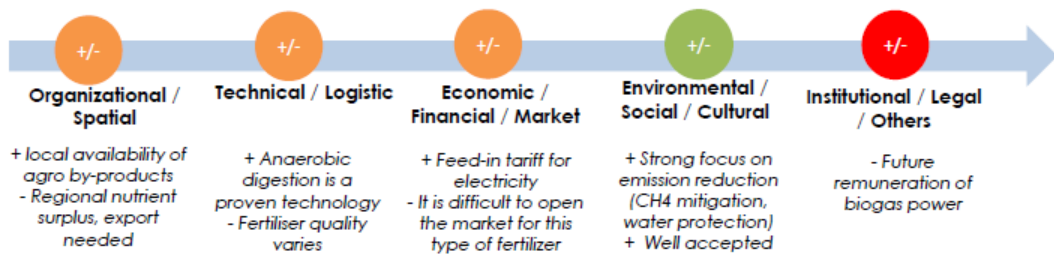 +/-
+/-
+/-
+/-
+/-
Organizational /
Spatial
+ local availability of
agro by-products
- Regional nutrient
surplus, export
needed
Technical / Logistic
+ Anaerobic
digestion is a
proven technology
- Fertiliser quality
varies
Economic /
Financial / Market
+ Feed-in tariff for
electricity
- It is difficult to open
the market for this
type of fertilizer
Environmental /
Social / Cultural
+ Strong focus on
emission reduction
(CH4 mitigation,
water protection)
+ Well accepted
Institutional / Legal
/ Others
- Future
remuneration of
biogas power